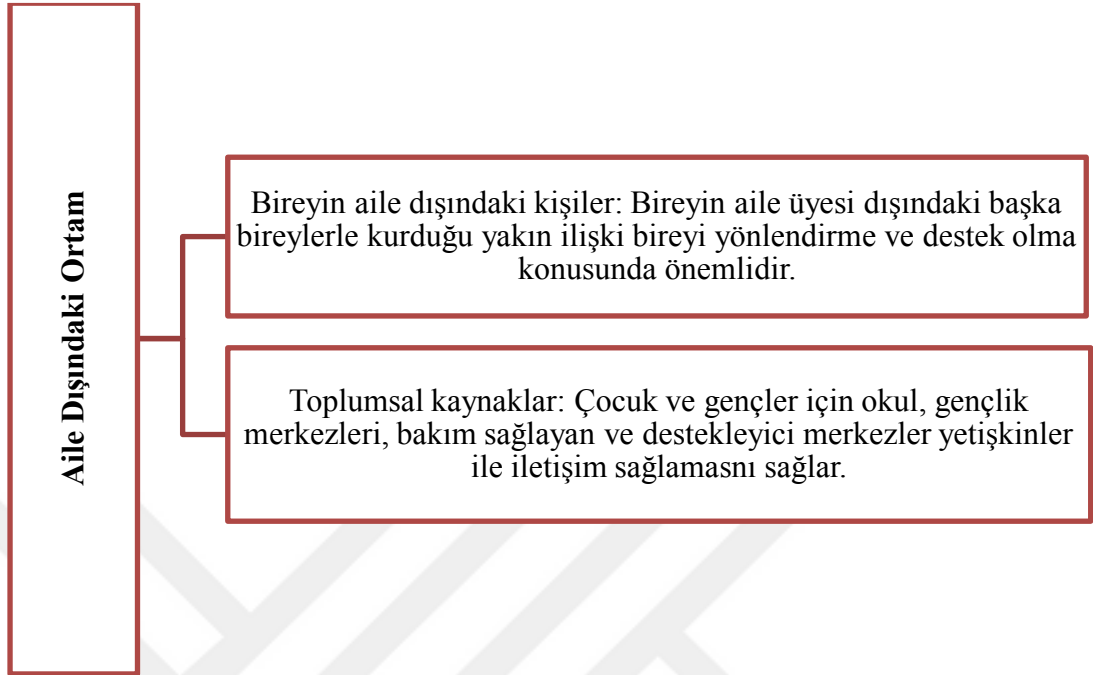 Aile Dışındaki Ortam
Bireyin aile dışındaki kişiler: Bireyin aile üyesi dışındaki başka
bireylerle kurduğu yakın ilişki bireyi yönlendirme ve destek olma
konusunda önemlidir.
Toplumsal kaynaklar: Çocuk ve gençler için okul, gençlik
merkezleri, bakım sağlayan ve destekleyici merkezler yetişkinler
ile iletişim sağlamasnı sağlar.